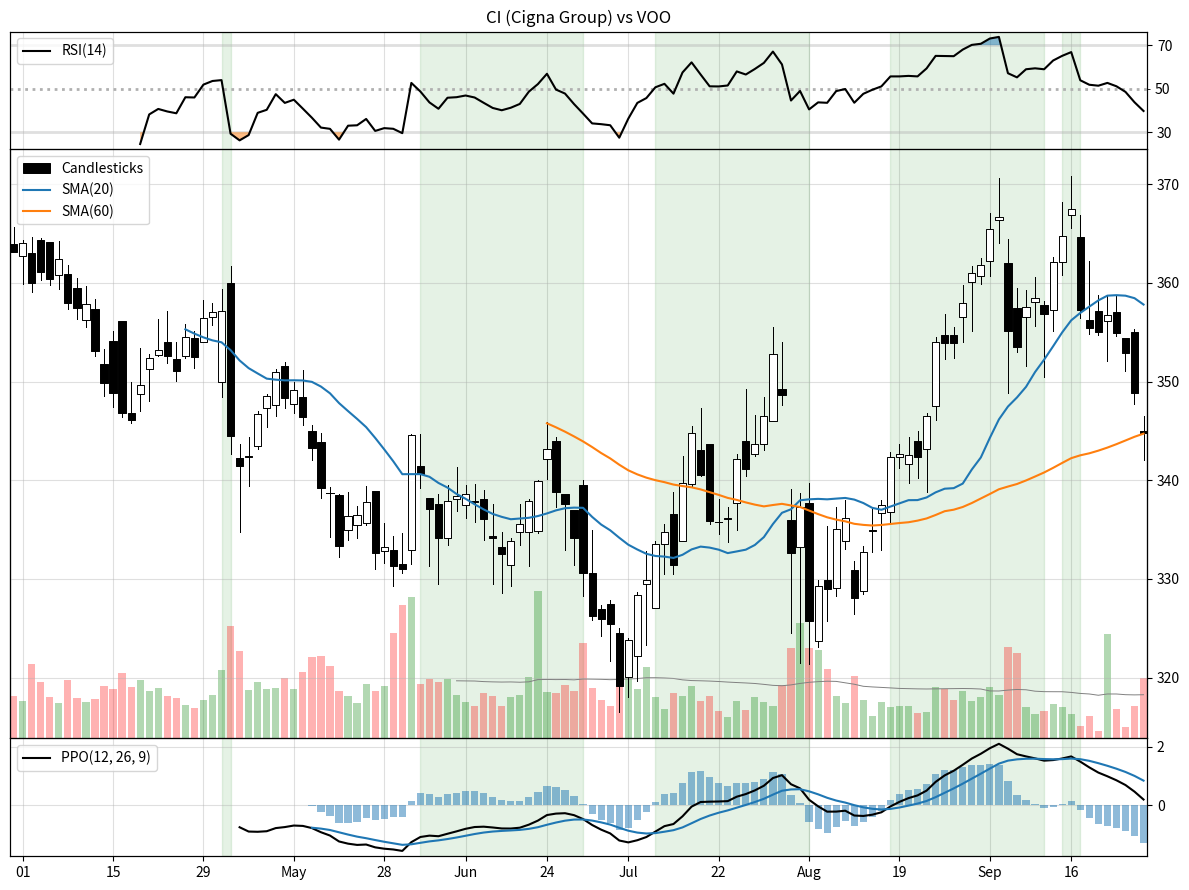 CI (Cigna Group) vs VOO
RSI(14)
70
50
30
Candlesticks
SMA(20)
SMA(60)
370
360
350
340
330
320
PPO(12, 26, 9)
2
0
01 15 29 May 28 Jun 24 Jul 22 Aug 19 Sep 16